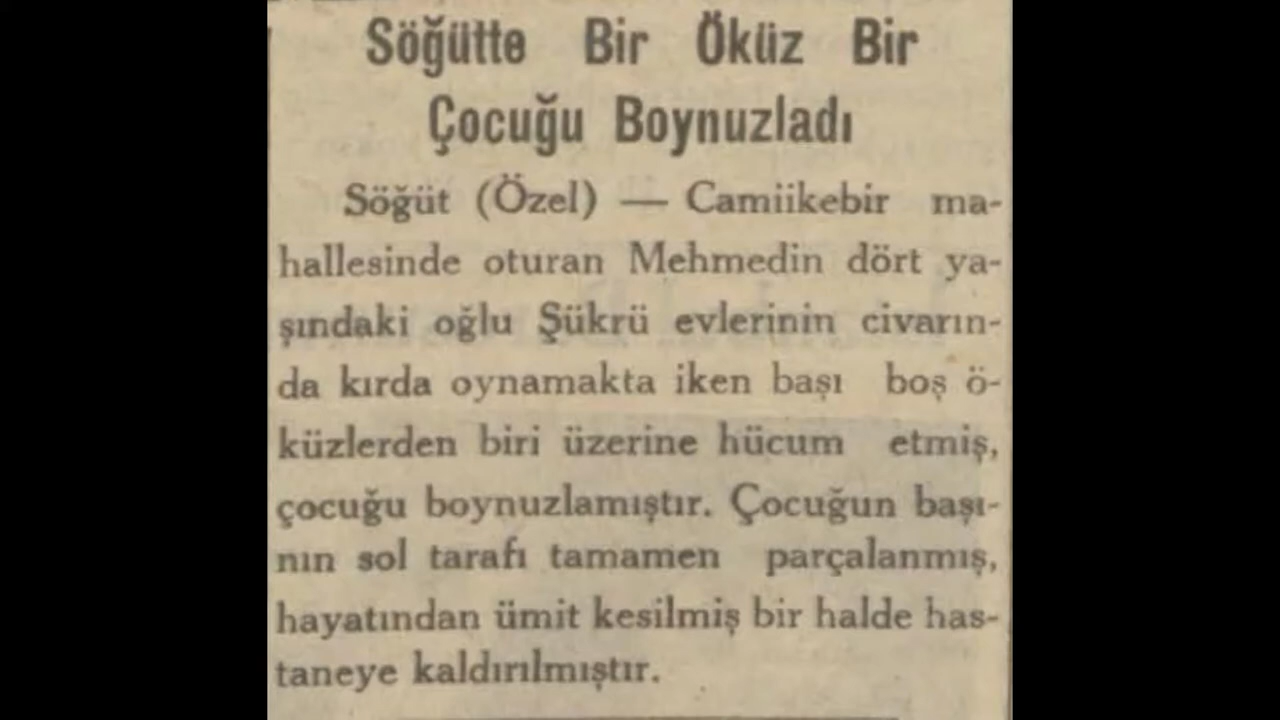 Söğütte Bir Öküz Bir
Çocuğu Boynuzladı
Söğüt (Özel) — Camiikebir ma-
hallesinde oturan Mehmedin dört ya-
şındaki oğlu Şükrü evlerinin civarın-
da kırda oynamakta iken başı boş ö-
küzlerden biri üzerine hücum etmiş,
çocuğu boynuzlamıştır. Çocuğun başı-
nın sol tarafı tamamen parçalanmış,
hayatından ümit kesilmiş bir halde has-
taneye kaldırılmıştır.